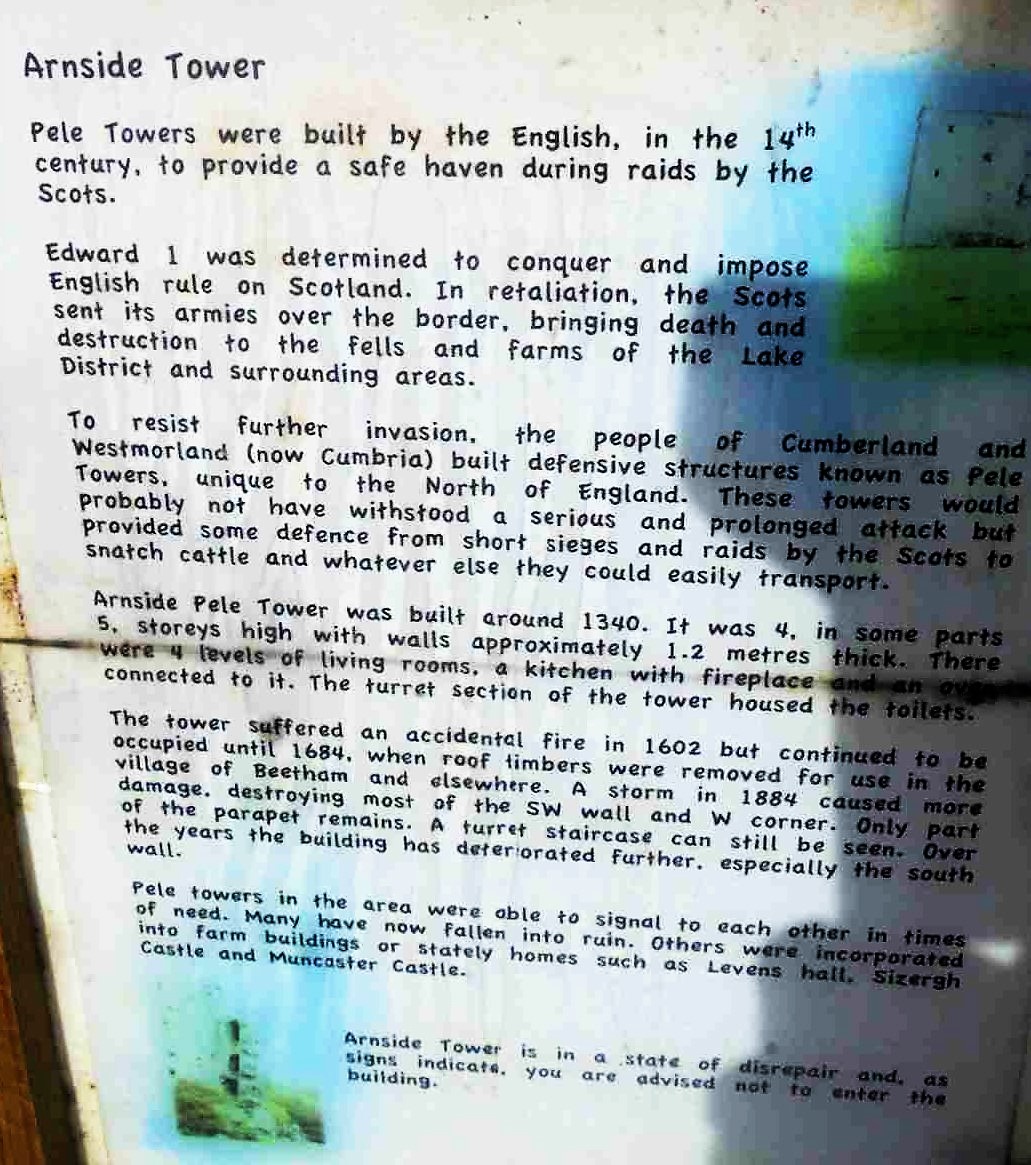 Arnside Tower
Pele Towers were built by the English, in the 14th
century, to provide a safe haven during raids by the
Scots.
Edward 1 was determined to conquer and impose
English rule on Scotland. In retaliation, the Scots
sent its armies over the border, bringing death and
destruction to the fells and farms of the Lake
District and surrounding areas.
To resist further invasion, the people of Cumberland and
Westmorland (now Cumbria) built defensive structures known as Pele
Towers, unique to the North of England. These towers would
probably not have withstood a serious and prolonged attack but
provided some defence from short sieges and raids by the Scots to
snatch cattle and whatever else they could easily transport.
Arnside Pele Tower was built around 1340. It was 4, in some parts
5, storeys high with walls approximately 1.2 metres thick. There
were 4 levels of living rooms, a kitchen with fireplace and an oven
connected to it. The turret section of the tower housed the toilets.
The tower suffered an accidental fire in 1602 but continued to be
occupied until 1684, when roof timbers were removed for use in the
village of Beetham and elsewhere. A storm in 1884 caused more
damage, destroying most of the SW wall and W corner. Only part
of the parapet remains. A turret staircase can still be seen. Over
the years the building has deteriorated further, especially the south
wall.
Pele towers in the area were able to signal to each other in times
of need. Many have now fallen into ruin. Others were incorporated
into farm buildings or stately homes such as Levens hall, Sizergh
Castle and Muncaster Castle.
Arnside Tower is in a state of disrepair and, as
signs indicate, you are advised not to enter the
building.